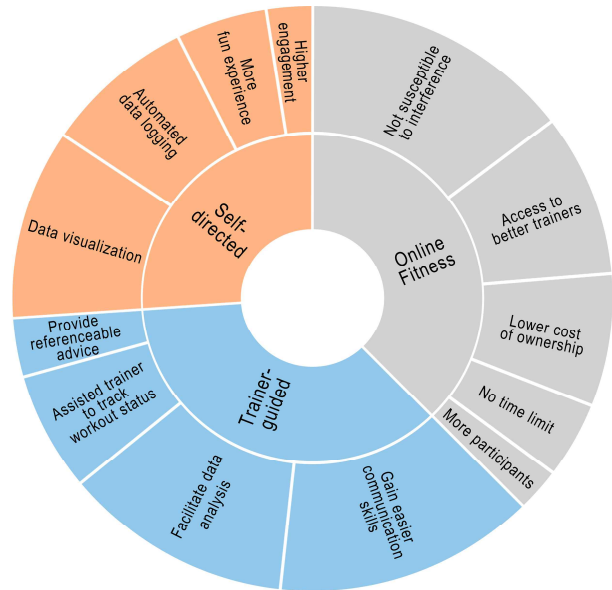 Self-
directed
Higher
engagement
More
fun experience
Automated
data logging
Data visualization
Online
Fitness
Not susceptible
to interference
Access to
better trainers
Lower cost
of ownership
No time limit
More participants
Trainer-
guided
Gain easier
communication
skills
Facilitate data
analysis
Assisted trainer
to track
workout status
Provide
referenceable
advice